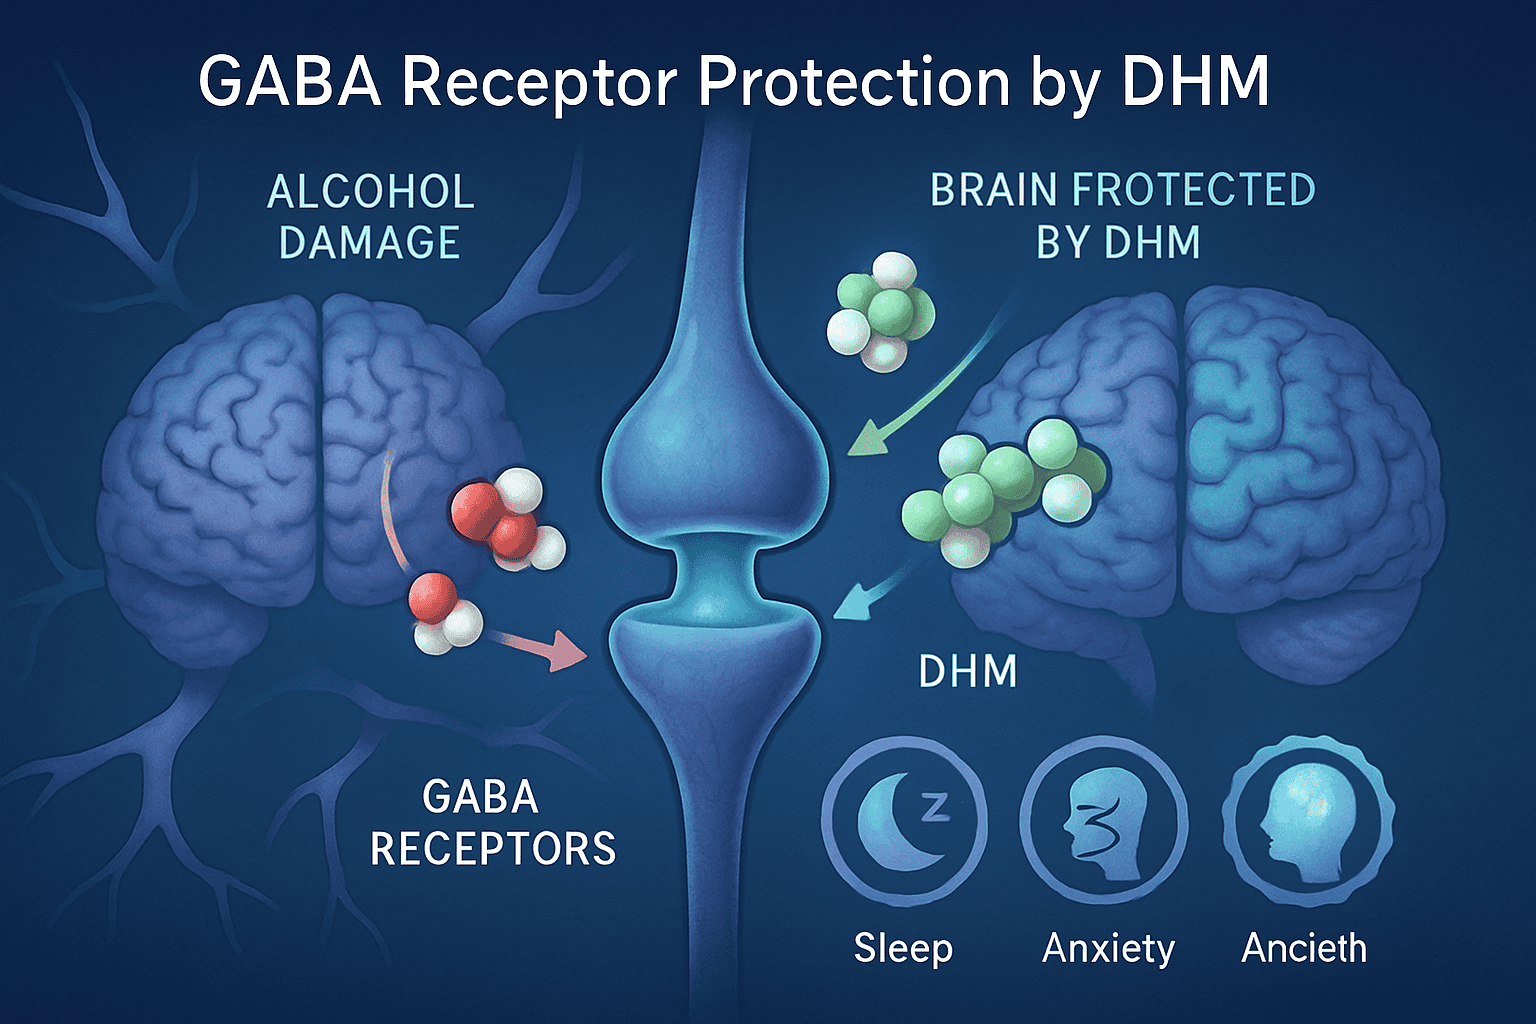 GABA Receptor Protection by DHM
ALCOHOL
DAMAGE
BRAIN FROTECTED
BY DHM
DHM
GABA
RECEPTORS
Z
Sleep
Anxiety
Ancieth